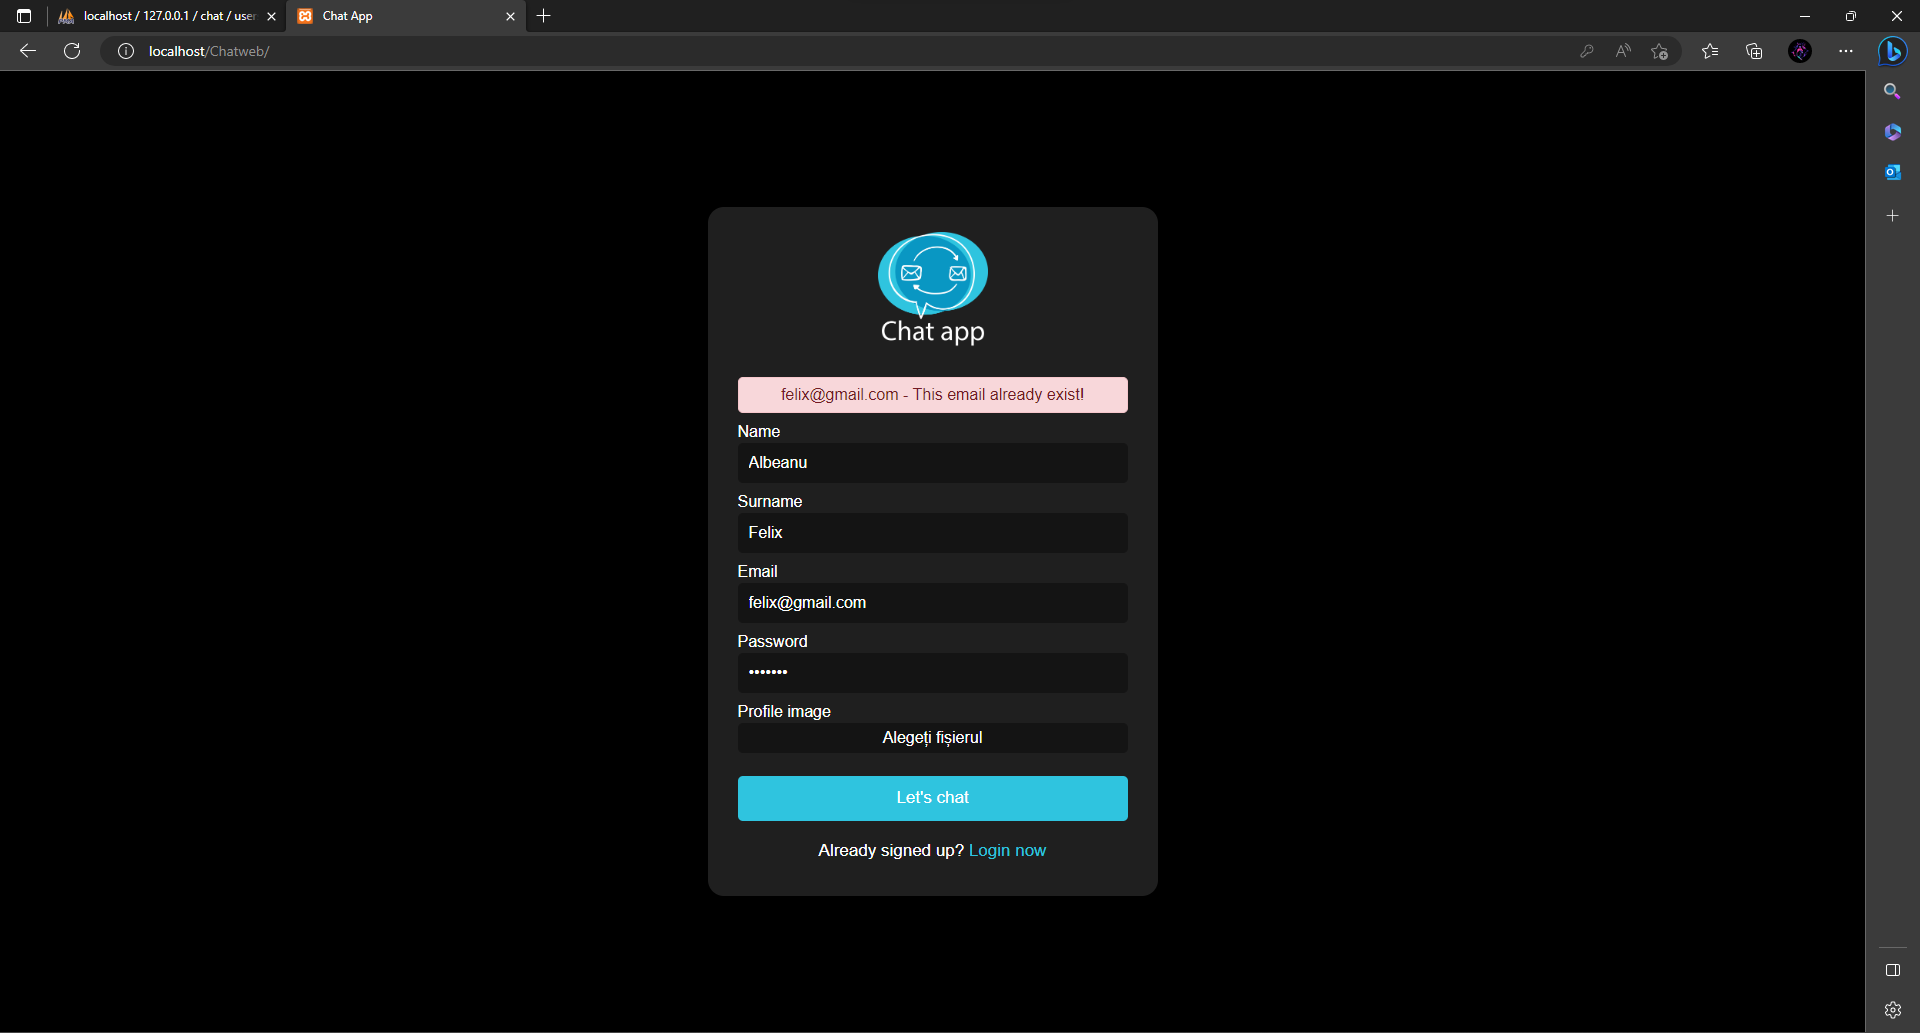 localhost / 127.0.0.1 / chat / user
Chat App
localhost/Chatweb/
Chat app
felix@gmail.com - This email already exist!
Name
Albeanu
Surname
Felix
Email
felix@gmail.com
Password
•••••••
Profile image
Alegeți fișierul
Let's chat
Already signed up? Login now